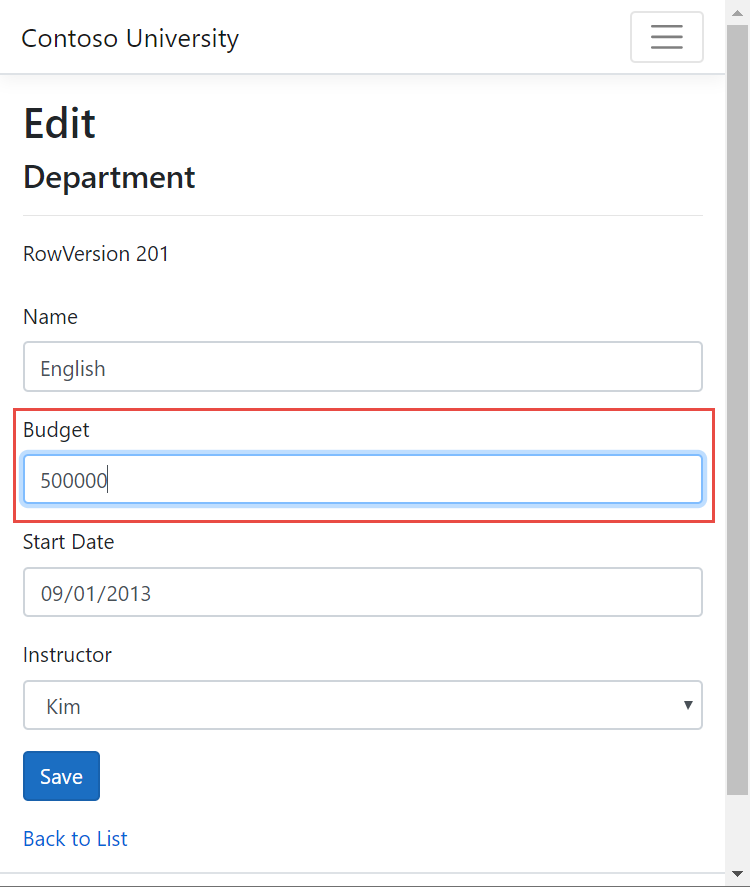 Contoso University
Edit
Department
RowVersion 201
Name
English
Budget
500000
Start Date
09/01/2013
Instructor
Kim
Save
Back to List